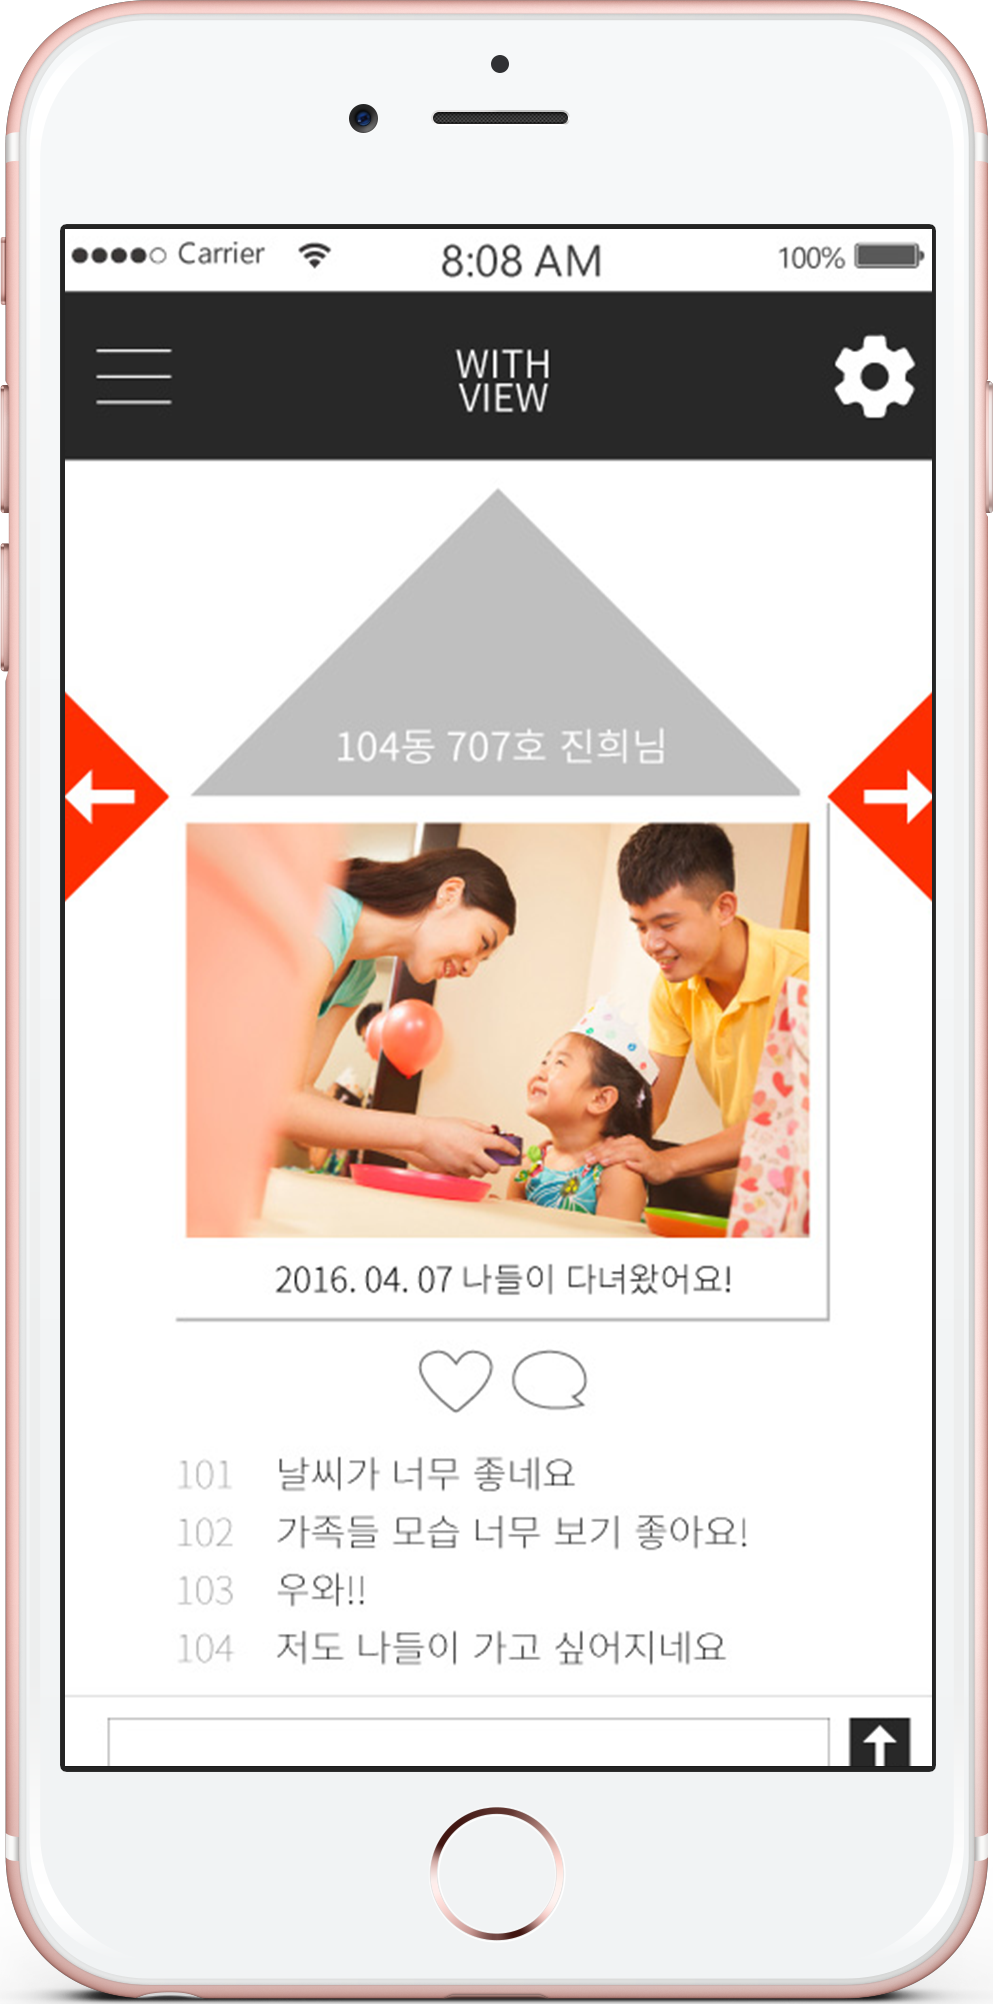 Carrier 8:08 AM 100%
WITH
VIEW
104동 707호 진희님
2016. 04. 07 나들이 다녀왔어요!
101 날씨가 너무 좋네요
102 가족들 모습 너무 보기 좋아요!
103 우와!!
104 저도 나들이 가고 싶어지네요